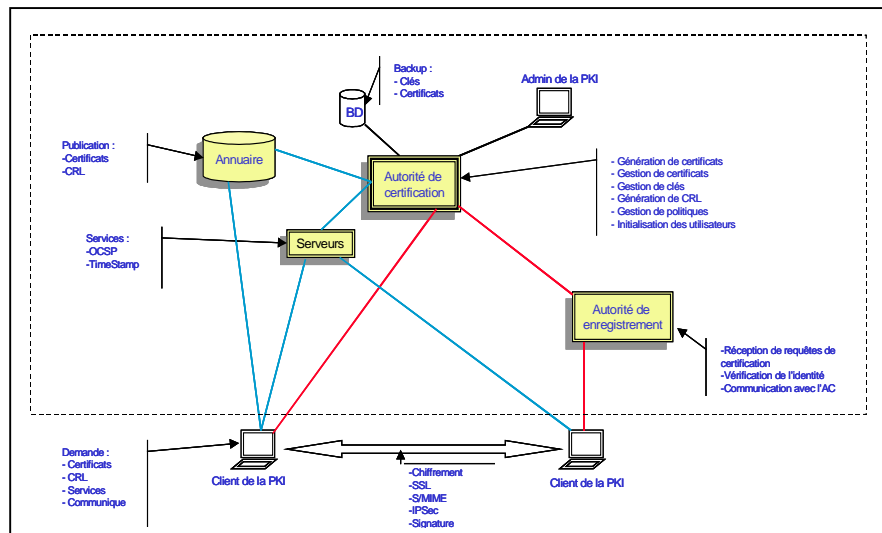 Backup :
- Clés
- Certificats
Admin de la PKI
BD
Publication :
-Certificats
-CRL
Annuaire
Autorité de
certification
- Génération de certificats
- Gestion de certificats
- Gestion de clés
- Génération de CRL
- Gestion de politiques
- Initialisation des utilisateurs
Services :
-OCSP
-TimeStamp
Serveurs
Autorité de
enregistrement
-Réception de requêtes de
certification
-Vérification de l'identité
-Communication avec l'AC
Demande :
- Certificats
- CRL
- Services
- Communique
Client de la PKI
-Chiffrement
-SSL
-S/MIME
-IPSec
-Signature
Client de la PKI